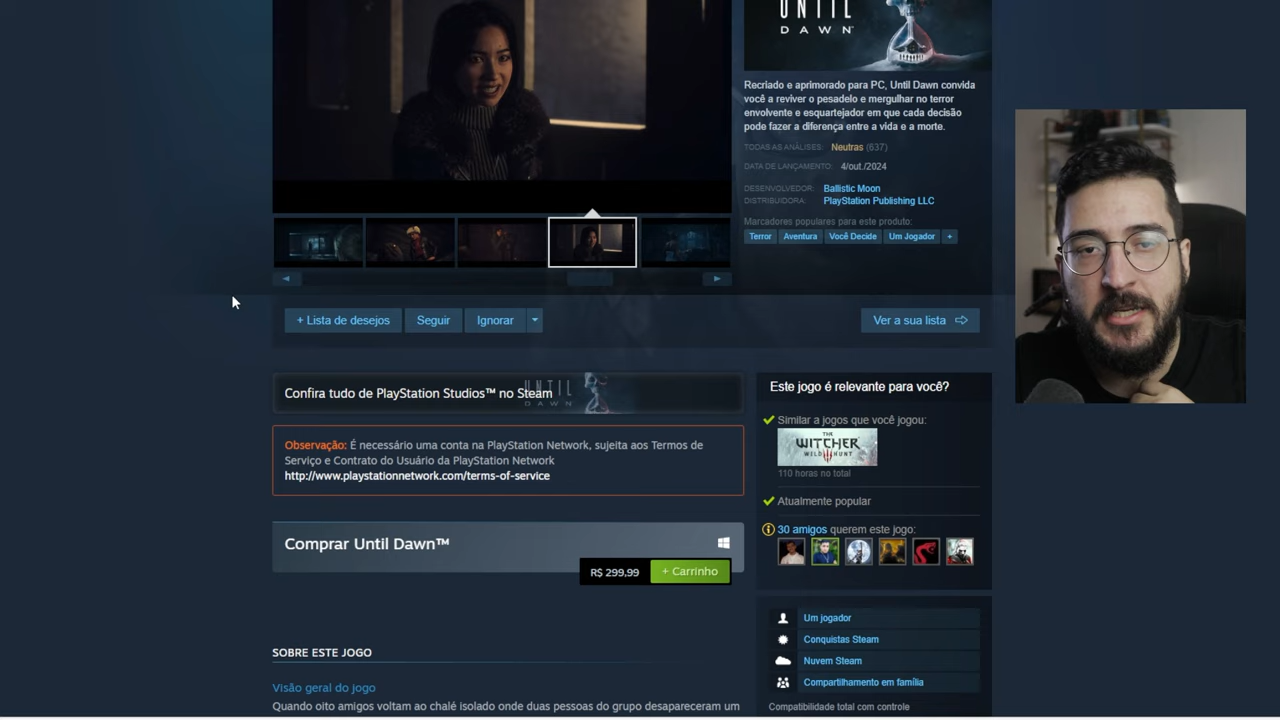 UNTIL
DAWN
Recriado e aprimorado para PC, Until Dawn convida
você a reviver o pesadelo e mergulhar no terror
envolvente e esquartejador em que cada decisão
pode fazer a diferença entre a vida e a morte.
TODAS AS ANÁLISES: Neutras (637)
DATA DE LANÇAMENTO: 4/out./2024
DESENVOLVEDOR: Ballistic Moon
DISTRIBUIDORA: PlayStation Publishing LLC
Marcadores populares para este produto:
Terror Aventura Você Decide Um Jogador +
+ Lista de desejos Seguir Ignorar Ver a sua lista
Confira tudo de PlayStation Studios™ no Steam
UNTIL
DAWN
Observação: É necessário uma conta na PlayStation Network, sujeita aos Termos de
Serviço e Contrato do Usuário da PlayStation Network
http://www.playstationnetwork.com/terms-of-service
Comprar Until Dawn™
R$ 299,99 + Carrinho
SOBRE ESTE JOGO
Visão geral do jogo
Quando oito amigos voltam ao chalé isolado onde duas pessoas do grupo desapareceram um
Este jogo é relevante para você?
Similar a jogos que você jogou:
THE
WITCHER
WILD HUNT
110 horas no total
Atualmente popular
30 amigos querem este jogo:
Um jogador
Conquistas Steam
Nuvem Steam
Compartilhamento em família
Compatibilidade total com controle